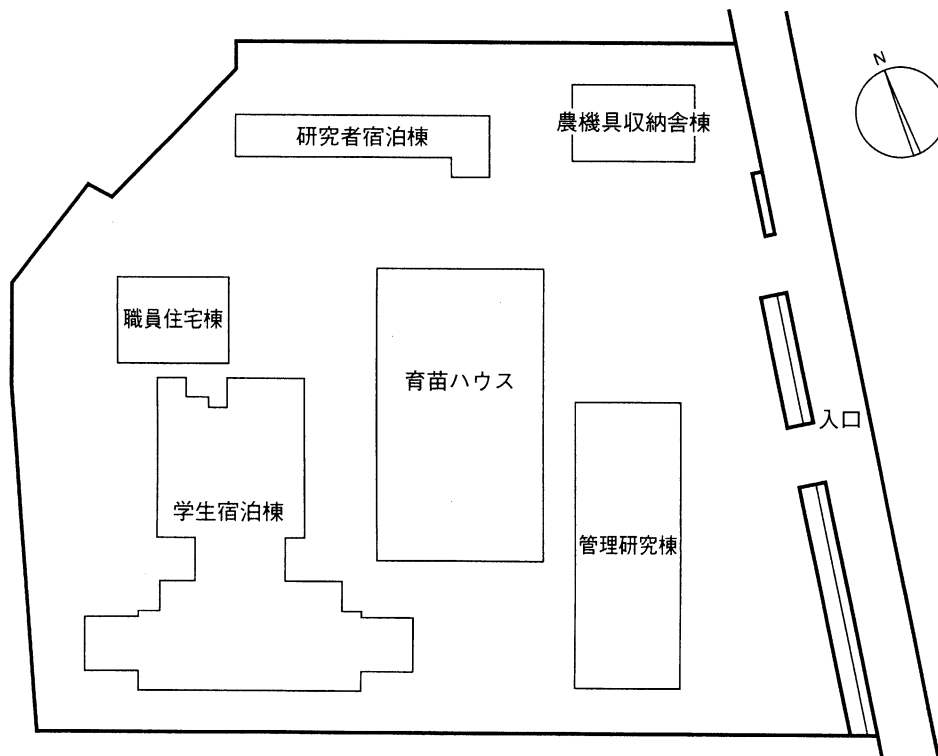 N
研究者宿泊棟
農機具収納舎棟
職員住宅棟
育苗ハウス
入口
学生宿泊棟
管理研究棟